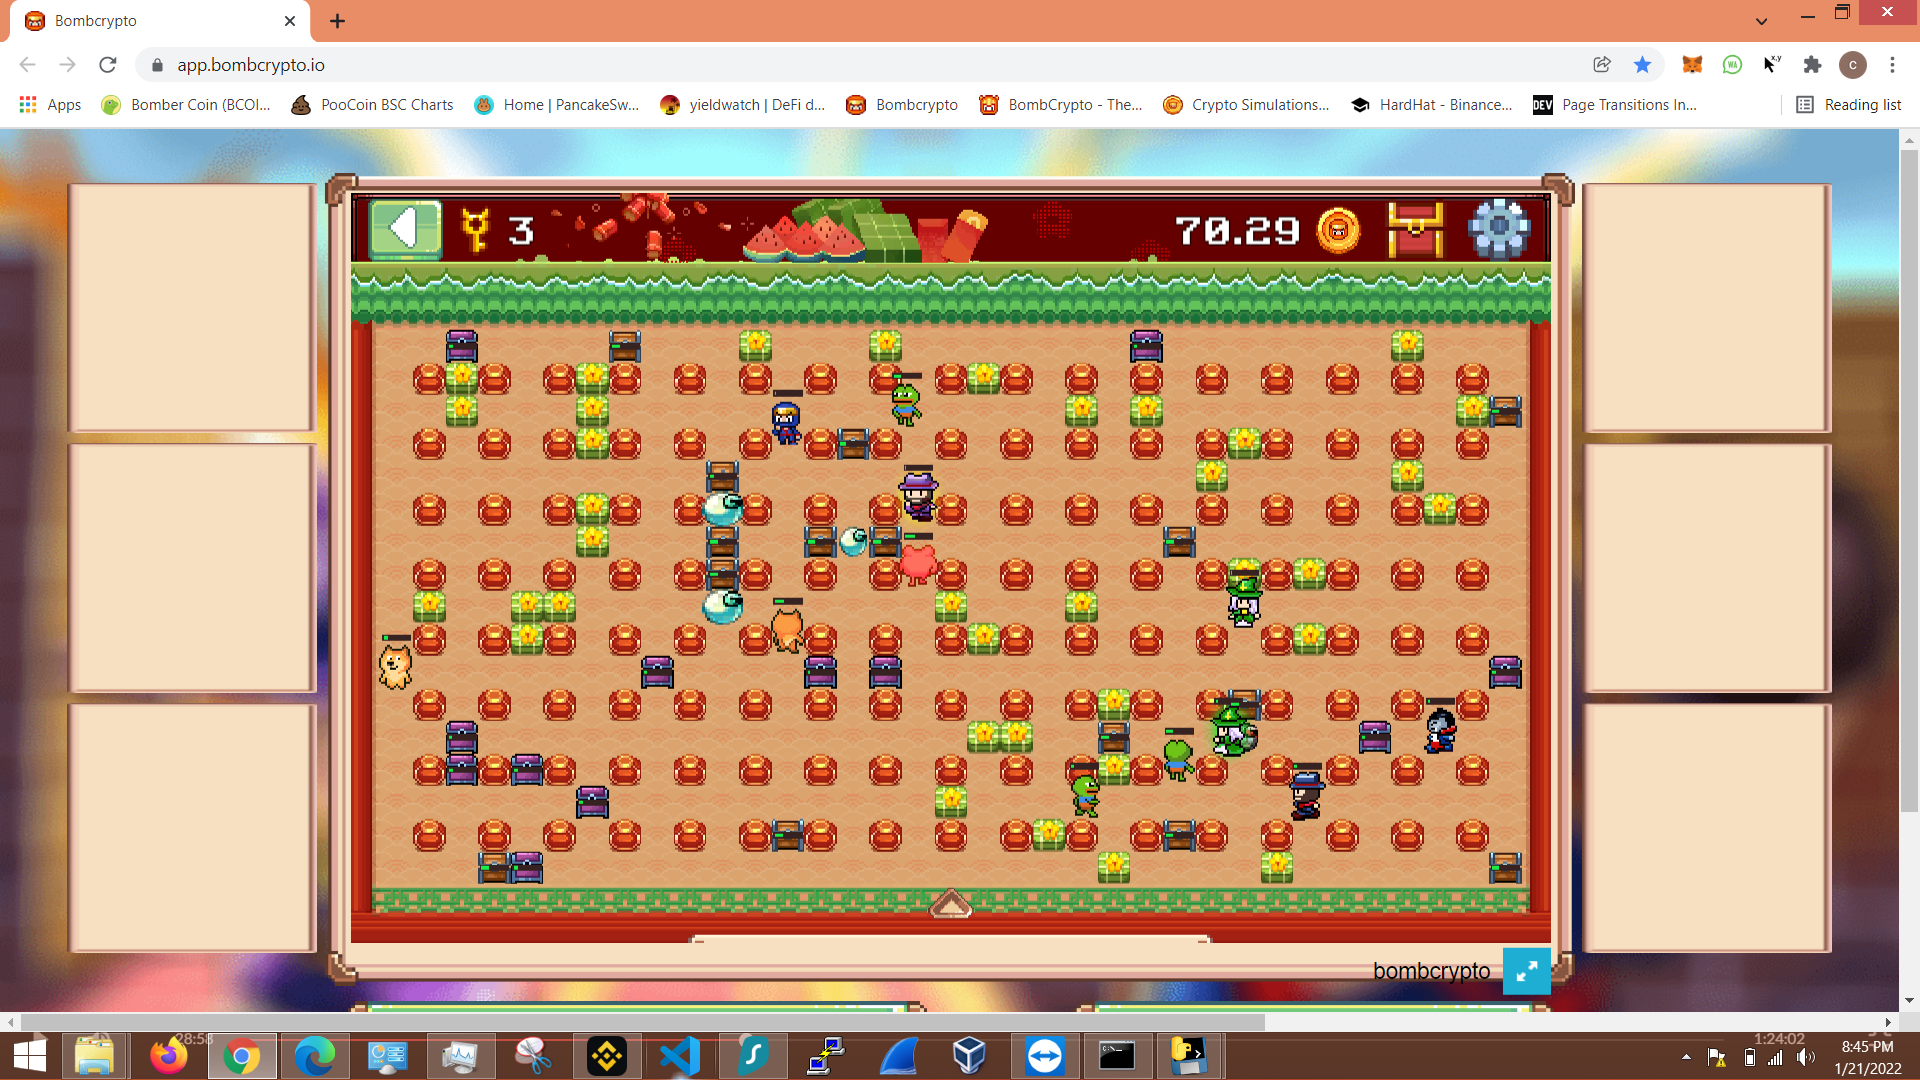 Bombcrypto
app.bombcrypto.io
Apps
Bomber Coin (BCOI...
PooCoin BSC Charts
Home | PancakeSw...
yieldwatch | DeFi d...
Bombcrypto
BombCrypto - The...
Crypto Simulations...
HardHat - Binance...
DEV
Page Transitions In...
Reading list
3
70.29
bombcrypto
28:58
1:24:02
8:45 PM
1/21/2022